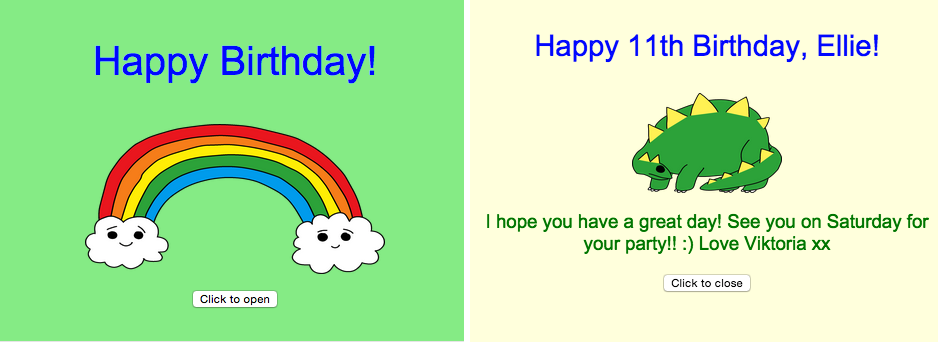 Happy Birthday!
Click to open
Happy 11th Birthday, Ellie!
I hope you have a great day! See you on Saturday for
your party!! :) Love Viktoria xx
Click to close